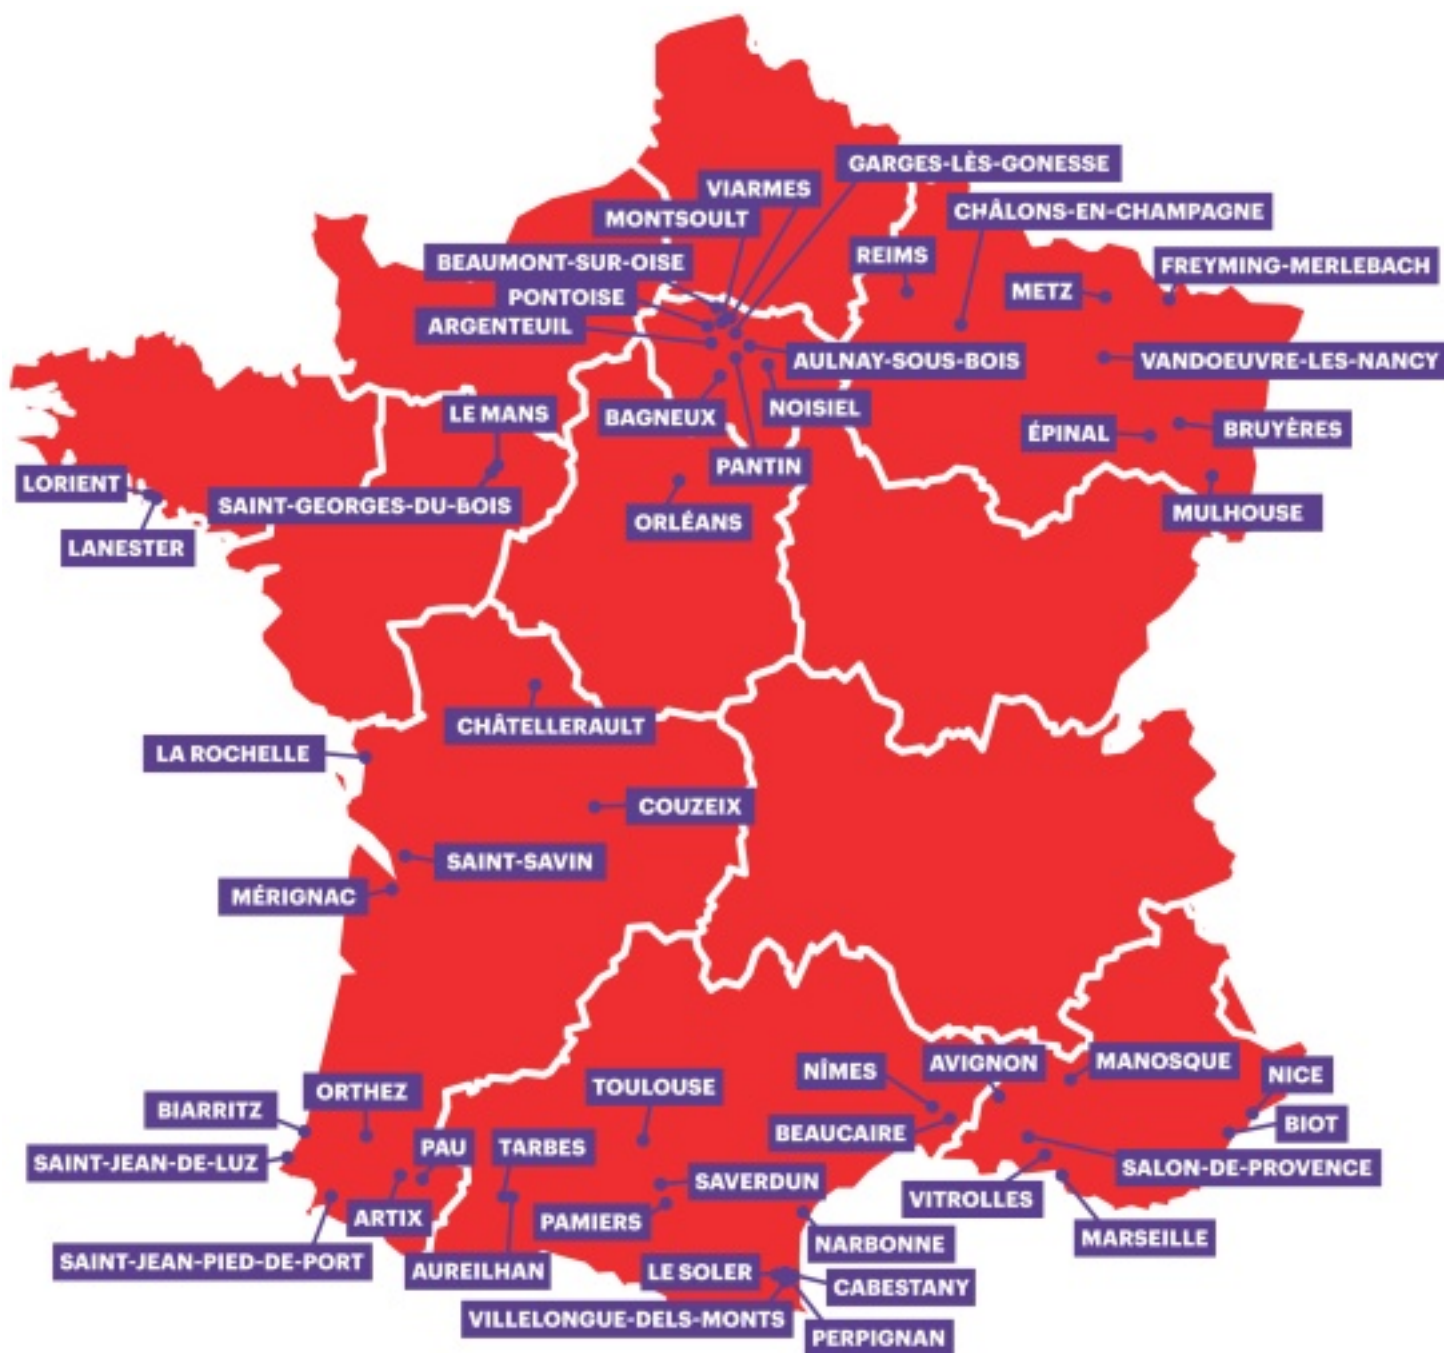 GARGES-LÈS-GONESSE
VIARMES
MONTSOULT
CHÂLONS-EN-CHAMPAGNE
REIMS
BEAUMONT-SUR-OISE
FREYMING-MERLEBACH
METZ
PONTOISE
ARGENTEUIL
AULNAY-SOUS-BOIS
VANDOEUVRE-LES-NANCY
LE MANS
BAGNEUX
NOISIEL
ÉPINAL
BRUYÈRES
PANTIN
LORIENT
SAINT-GEORGES-DU-BOIS
ORLÉANS
MULHOUSE
LANESTER
CHÂTELLERAULT
LA ROCHELLE
COUZEIX
SAINT-SAVIN
MÉRIGNAC
AVIGNON
MANOSQUE
NÎMES
NICE
TOULOUSE
ORTHEZ
BIARRITZ
BIOT
BEAUCAIRE
PAU
TARBES
SAINT-JEAN-DE-LUZ
SALON-DE-PROVENCE
SAVERDUN
VITROLLES
ARTIX
PAMIERS
MARSEILLE
NARBONNE
SAINT-JEAN-PIED-DE-PORT
AUREILHAN
LE SOLER
CABESTANY
VILLELONGUE-DELS-MONTS
PERPIGNAN